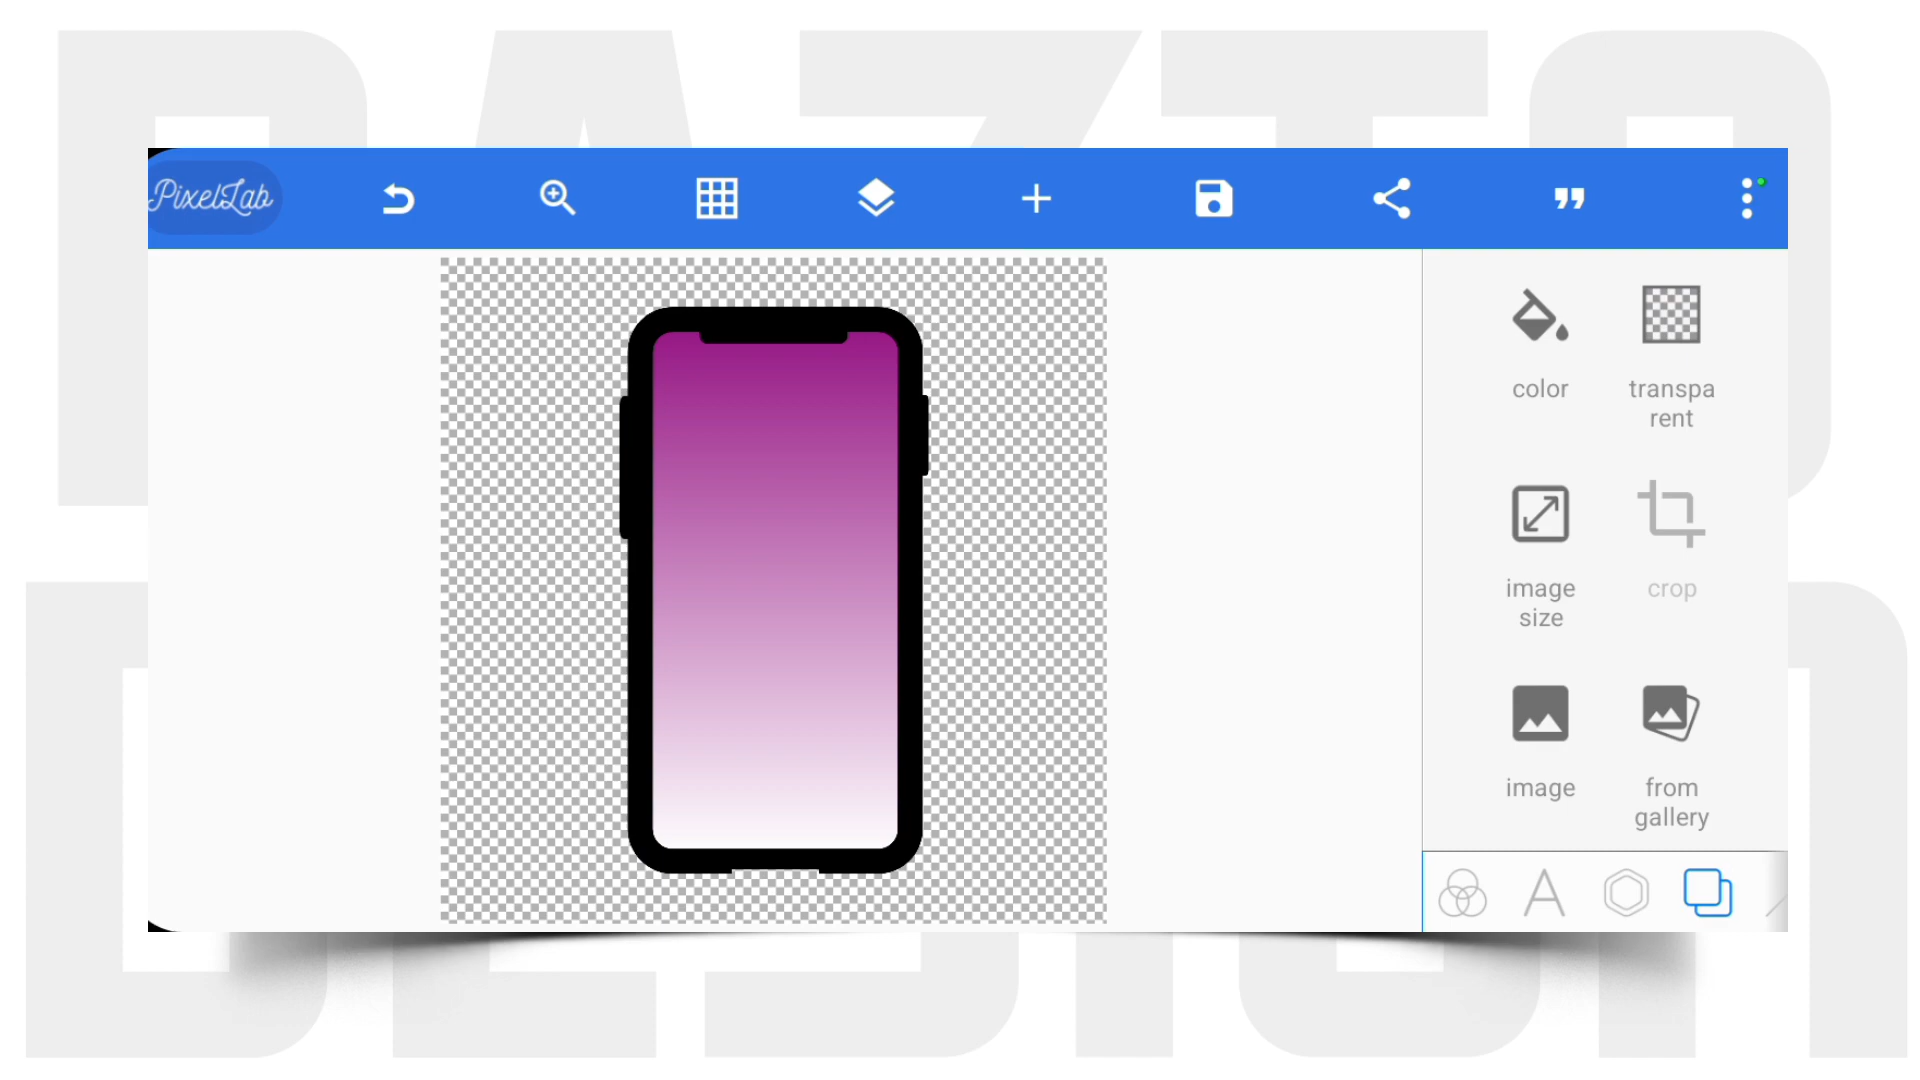 PixelLab
color
transpa
rent
image
size
crop
image
from
gallery